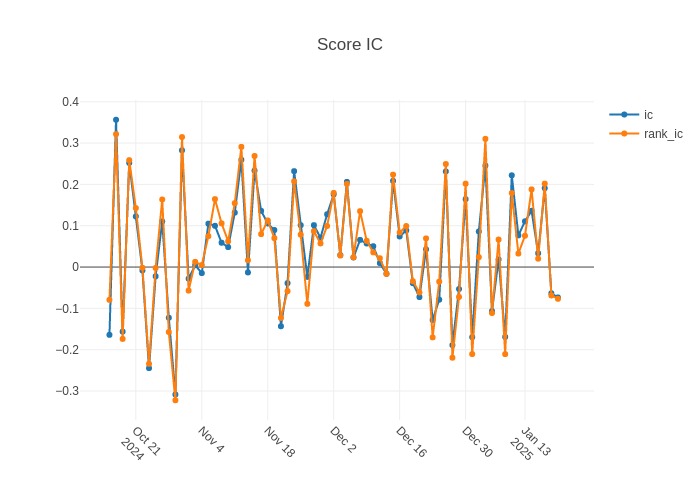 Score IC
ic
rank_ic
0.4
0.3
0.2
0.1
0
−0.1
−0.2
−0.3
Oct 21
2024
Nov 4
Nov 18
Dec 2
Dec 16
Dec 30
Jan 13
2025